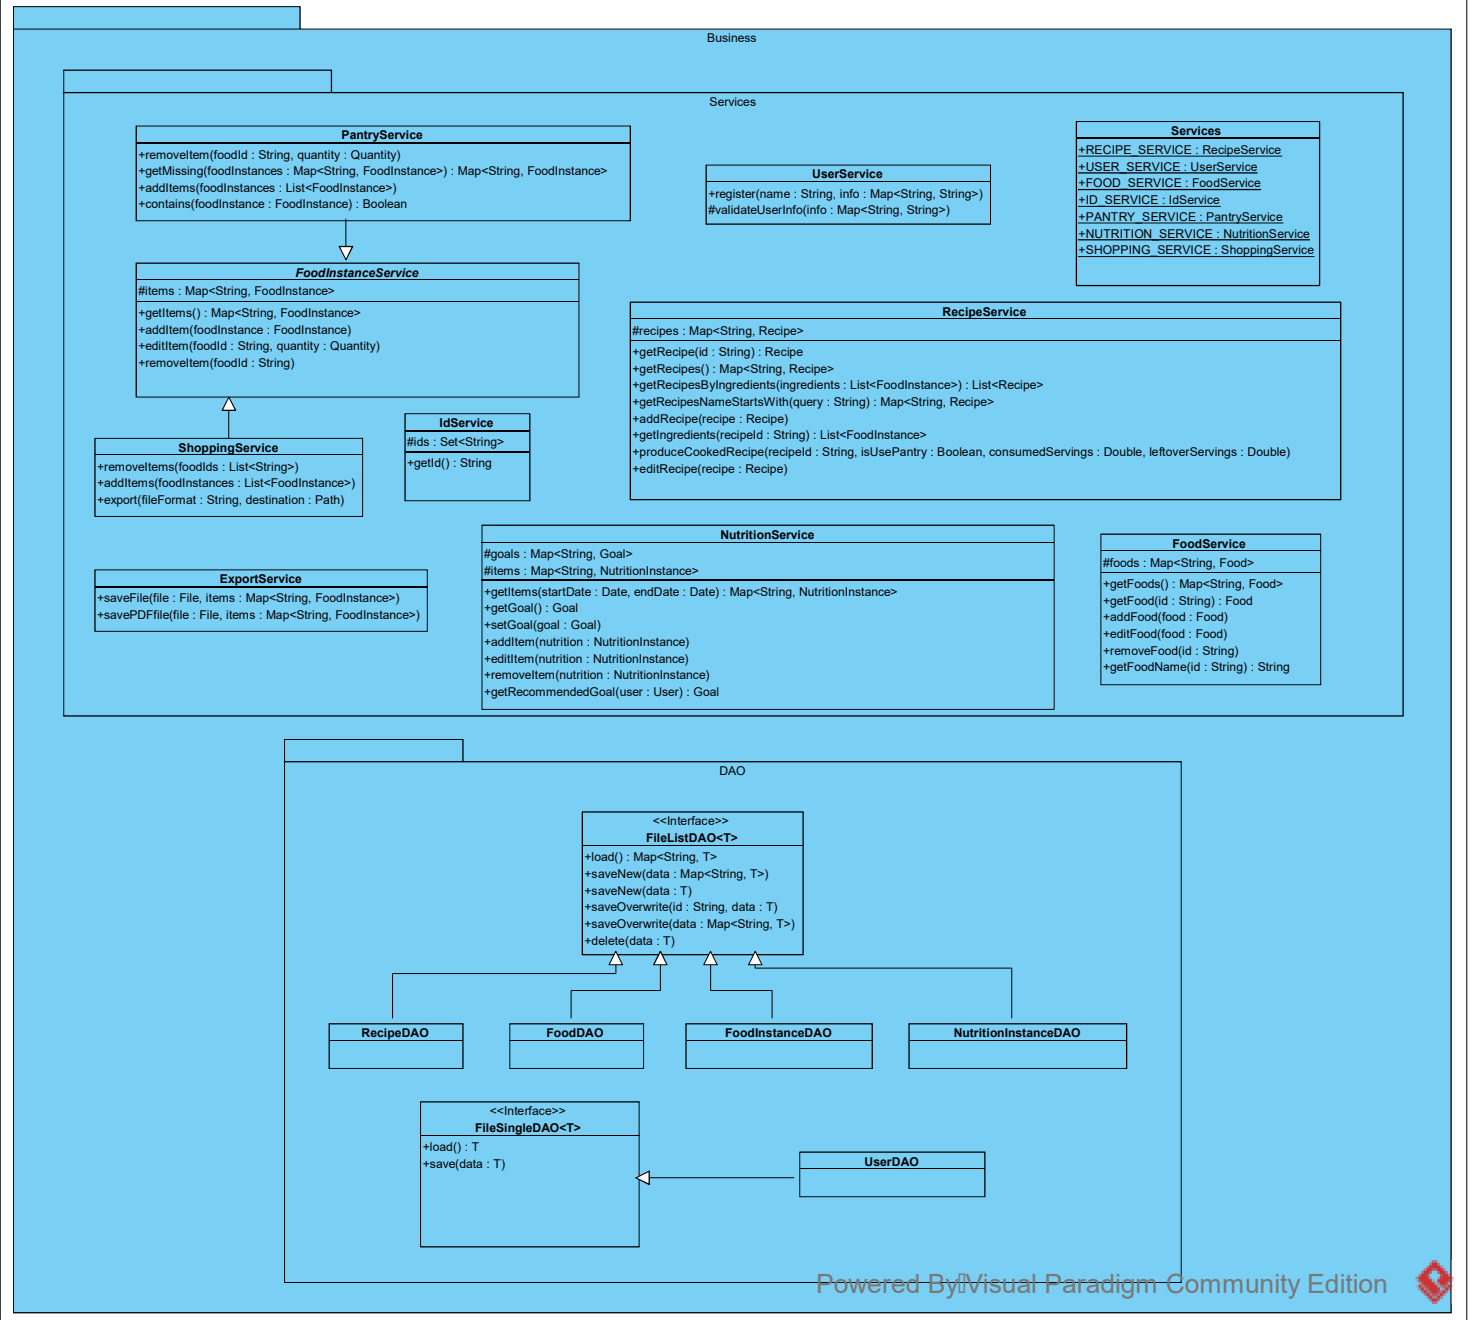 Business
Services
PantryService
+removeItem(foodId : String, quantity : Quantity)
+getMissing(foodInstances : Map<String, FoodInstance>) : Map<String, FoodInstance>
+addItems(foodInstances : List<FoodInstance>)
+contains(foodInstance : FoodInstance) : Boolean
UserService
+register(name : String, info : Map<String, String>)
#validateUserInfo(info : Map<String, String>)
Services
+RECIPE_SERVICE : RecipeService
+USER_SERVICE : UserService
+FOOD_SERVICE : FoodService
+ID_SERVICE : IdService
+PANTRY_SERVICE : PantryService
+NUTRITION_SERVICE : NutritionService
+SHOPPING_SERVICE : ShoppingService
FoodInstanceService
#items : Map<String, FoodInstance>
+getItems() : Map<String, FoodInstance>
+addItem(foodInstance : FoodInstance)
+editItem(foodId : String, quantity : Quantity)
+removeItem(foodId : String)
RecipeService
#recipes : Map<String, Recipe>
+getRecipe(id : String) : Recipe
+getRecipes() : Map<String, Recipe>
+getRecipesByIngredients(ingredients : List<FoodInstance>) : List<Recipe>
+getRecipesNameStartsWith(query : String) : Map<String, Recipe>
+addRecipe(recipe : Recipe)
+getIngredients(recipeId : String) : List<FoodInstance>
+produceCookedRecipe(recipeId : String, isUsePantry : Boolean, consumedServings : Double, leftoverServings : Double)
+editRecipe(recipe : Recipe)
ShoppingService
+removeItems(foodIds : List<String>)
+addItems(foodInstances : List<FoodInstance>)
+export(fileFormat : String, destination : Path)
IdService
#ids : Set<String>
+getId() : String
ExportService
+saveFile(file : File, items : Map<String, FoodInstance>)
+savePDFfile(file : File, items : Map<String, FoodInstance>)
NutritionService
#goals : Map<String, Goal>
#items : Map<String, NutritionInstance>
+getItems(startDate : Date, endDate : Date) : Map<String, NutritionInstance>
+getGoal() : Goal
+setGoal(goal : Goal)
+addItem(nutrition : NutritionInstance)
+editItem(nutrition : NutritionInstance)
+removeItem(nutrition : NutritionInstance)
+getRecommendedGoal(user : User) : Goal
FoodService
#foods : Map<String, Food>
+getFoods() : Map<String, Food>
+getFood(id : String) : Food
+addFood(food : Food)
+editFood(food : Food)
+removeFood(id : String)
+getFoodName(id : String) : String
DAO
<<Interface>>
FileListDAO<T>
+load() : Map<String, T>
+saveNew(data : Map<String, T>)
+saveNew(data : T)
+saveOverwrite(id : String, data : T)
+saveOverwrite(data : Map<String, T>)
+delete(data : T)
RecipeDAO
FoodDAO
FoodInstanceDAO
NutritionInstanceDAO
<<Interface>>
FileSingleDAO<T>
+load() : T
+save(data : T)
UserDAO
Powered By Visual Paradigm Community Edition